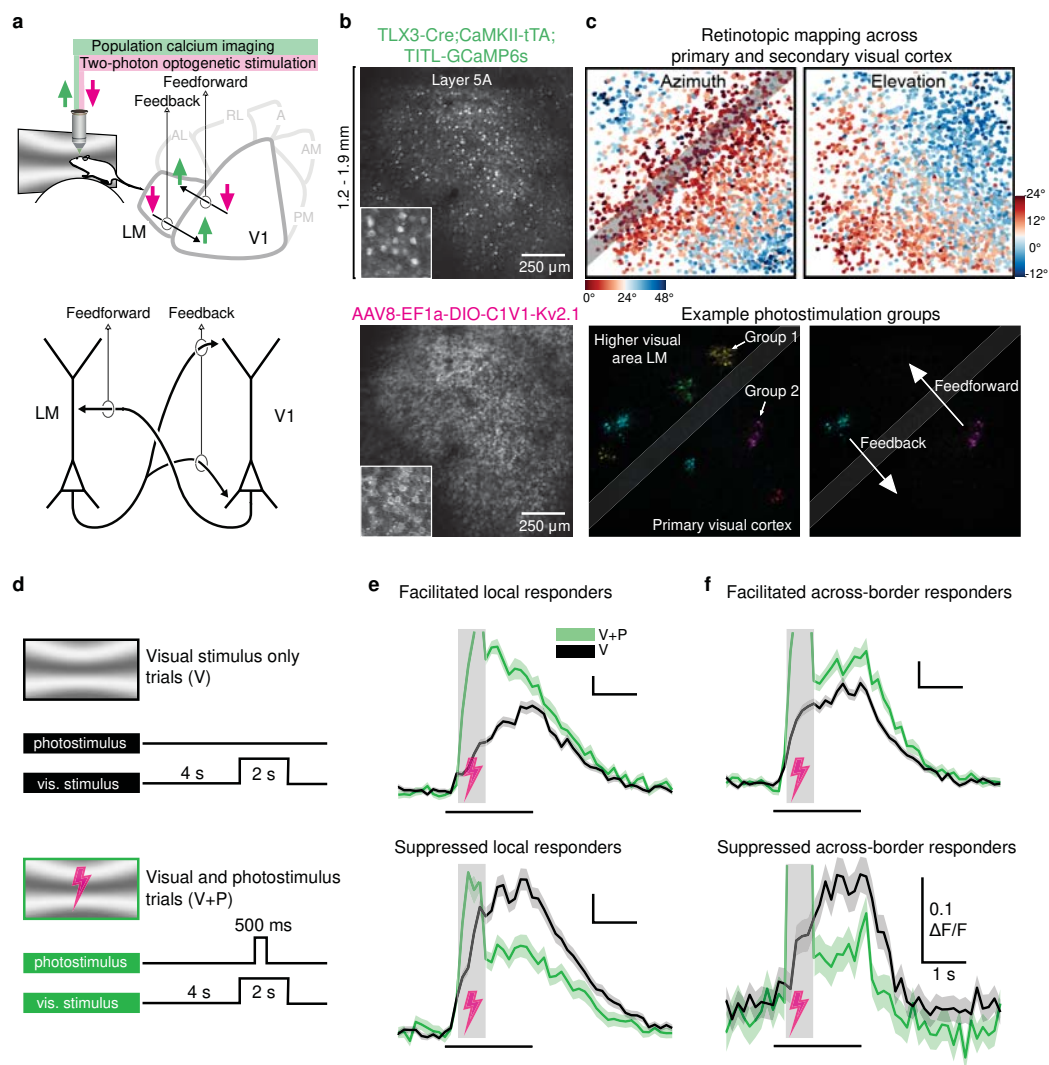 a
Population calcium imaging
Two-photon optogenetic stimulation
Feedforward
Feedback
RL
A
AL
AM
PM
LM
V1
Feedforward
Feedback
LM
V1
b
TLX3-Cre;CaMKII-tTA;
TITL-GCaMP6s
Layer 5A
1.2 - 1.9 mm
250 µm
AAV8-EF1a-DIO-C1V1-Kv2.1
250 µm
c
Retinotopic mapping across
primary and secondary visual cortex
Azimuth
Elevation
24°
12°
0°
-12°
0°
24°
48°
Example photostimulation groups
Higher visual
area LM
Group 1
Group 2
Primary visual cortex
Feedforward
Feedback
d
Visual stimulus only
trials (V)
photostimulus
vis. stimulus
4 s
2 s
Visual and photostimulus
trials (V+P)
500 ms
photostimulus
vis. stimulus
4 s
2 s
e
Facilitated local responders
V+P
V
Suppressed local responders
f
Facilitated across-border responders
Suppressed across-border responders
0.1
ΔF/F
1 s